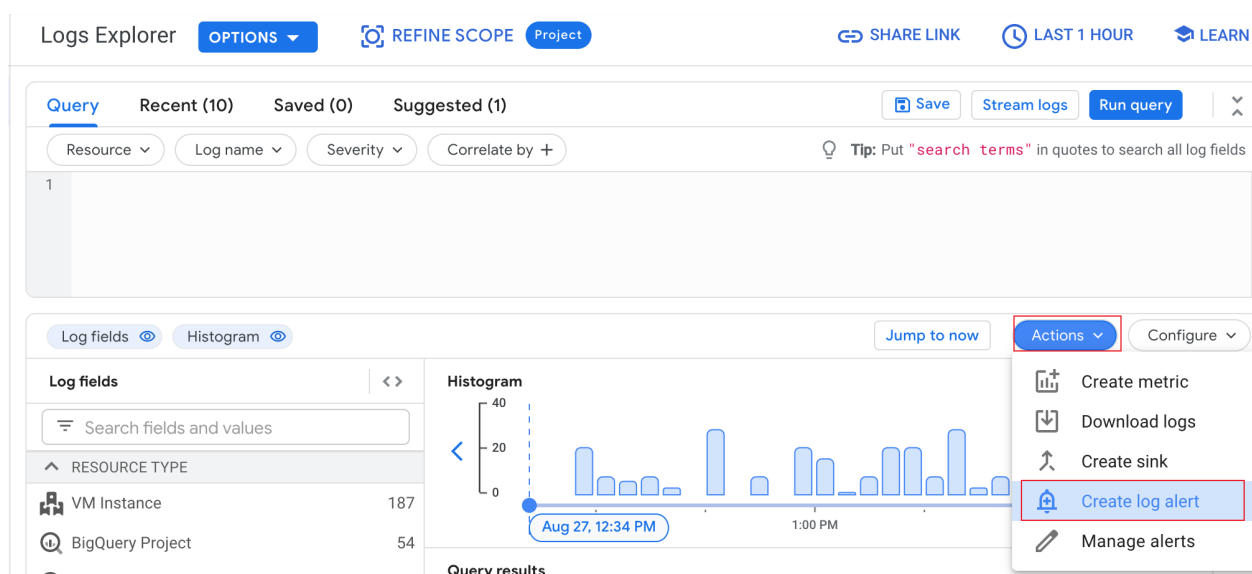 Logs Explorer OPTIONS REFINE SCOPE Project SHARE LINK LAST 1 HOUR LEARN
Query Recent (10) Saved (0) Suggested (1) Save Stream logs Run query
Resource Log name Severity Correlate by + Tip: Put "search terms" in quotes to search all log fields
1
Log fields Histogram Jump to now Actions Configure
Log fields <>
Search fields and values
RESOURCE TYPE
VM Instance 187
BigQuery Project 54
Histogram
40
20
0
Aug 27, 12:34 PM 1:00 PM
Query results
Create metric
Download logs
Create sink
Create log alert
Manage alerts